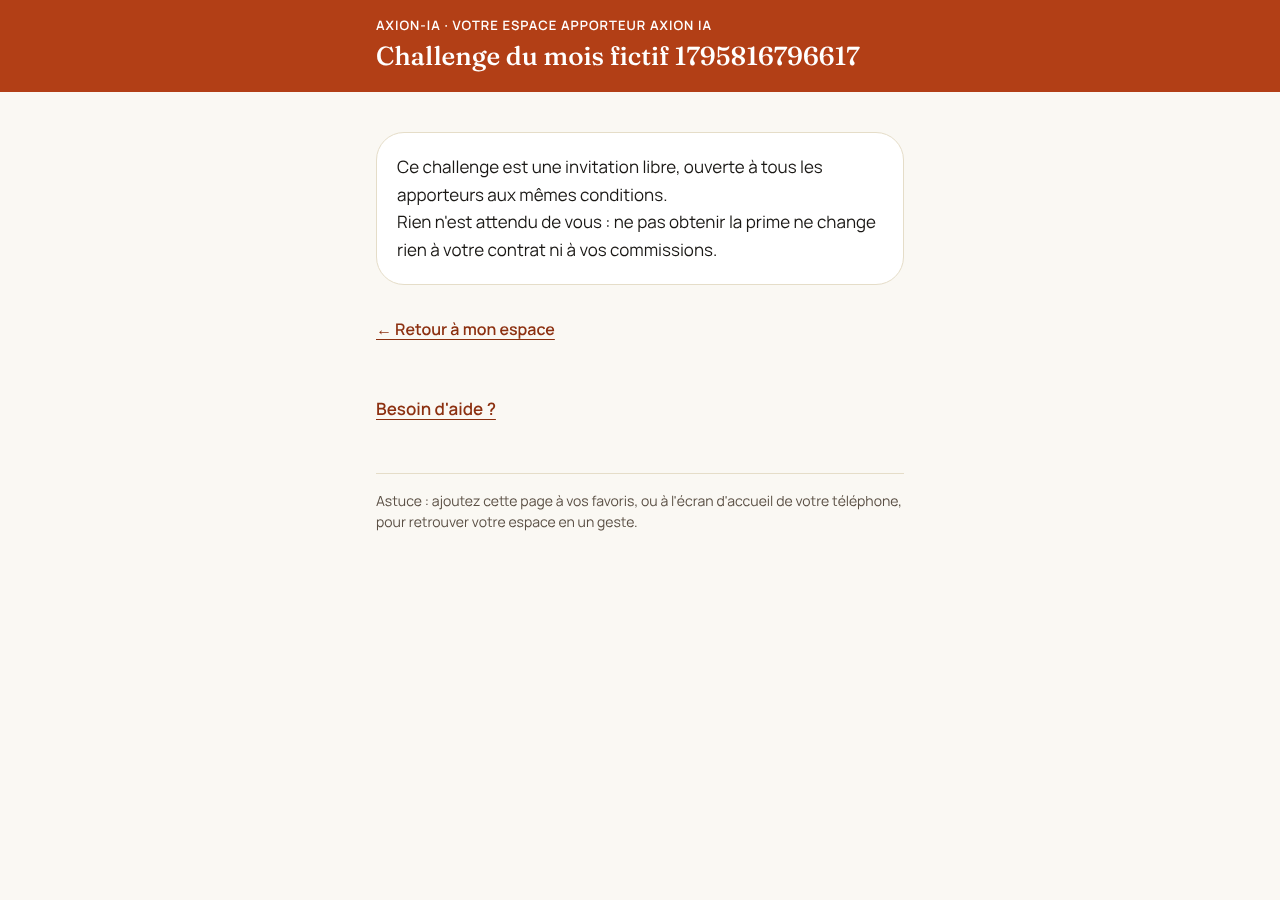 AXION-IA · VOTRE ESPACE APPORTEUR AXION IA
Challenge du mois fictif 1795816796617
Ce challenge est une invitation libre, ouverte à tous les
apporteurs aux mêmes conditions.
Rien n'est attendu de vous : ne pas obtenir la prime ne change
rien à votre contrat ni à vos commissions.
← Retour à mon espace
Besoin d'aide ?
Astuce : ajoutez cette page à vos favoris, ou à l'écran d'accueil de votre téléphone,
pour retrouver votre espace en un geste.